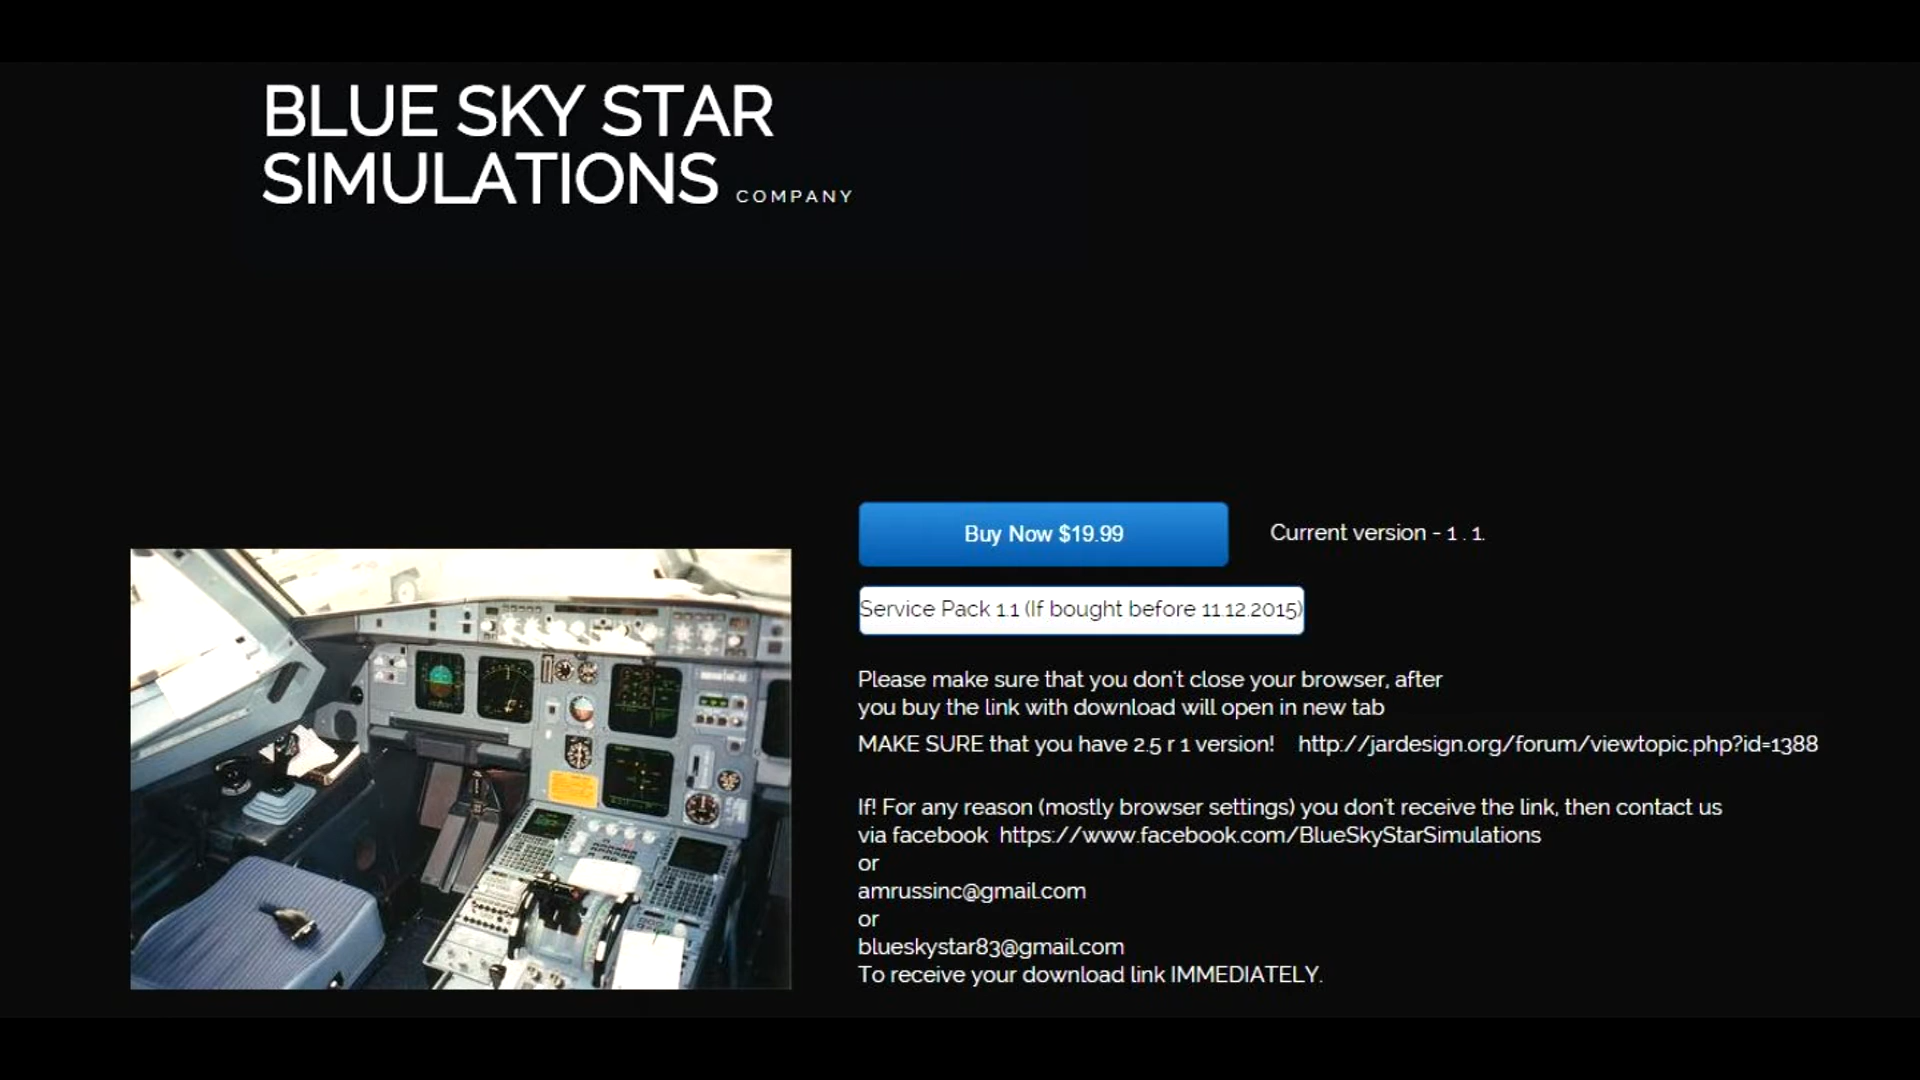 BLUE SKY STAR
SIMULATIONS COMPANY
Buy Now $19.99
Current version - 1 . 1.
Service Pack 1.1 (If bought before 11.12.2015)
Please make sure that you don't close your browser, after
you buy the link with download will open in new tab
MAKE SURE that you have 2.5 r 1 version! http://jardesign.org/forum/viewtopic.php?id=1388
If! For any reason (mostly browser settings) you don't receive the link, then contact us
via facebook https://www.facebook.com/BlueSkyStarSimulations
or
amrussinc@gmail.com
or
blueskystar83@gmail.com
To receive your download link IMMEDIATELY.